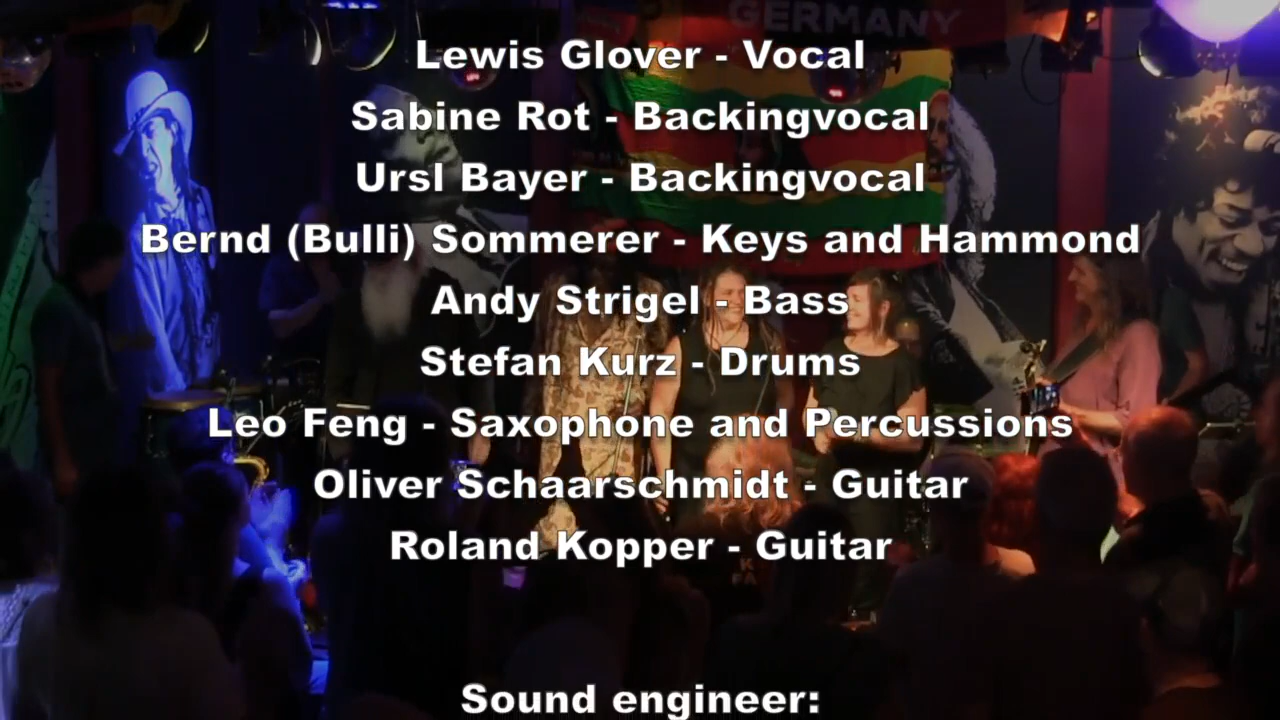 GERMANY
Lewis Glover - Vocal
Sabine Rot - Backingvocal
Ursl Bayer - Backingvocal
Bernd (Bulli) Sommerer - Keys and Hammond
Andy Strigel - Bass
Stefan Kurz - Drums
Leo Feng - Saxophone and Percussions
Oliver Schaarschmidt - Guitar
Roland Kopper - Guitar
Sound engineer: